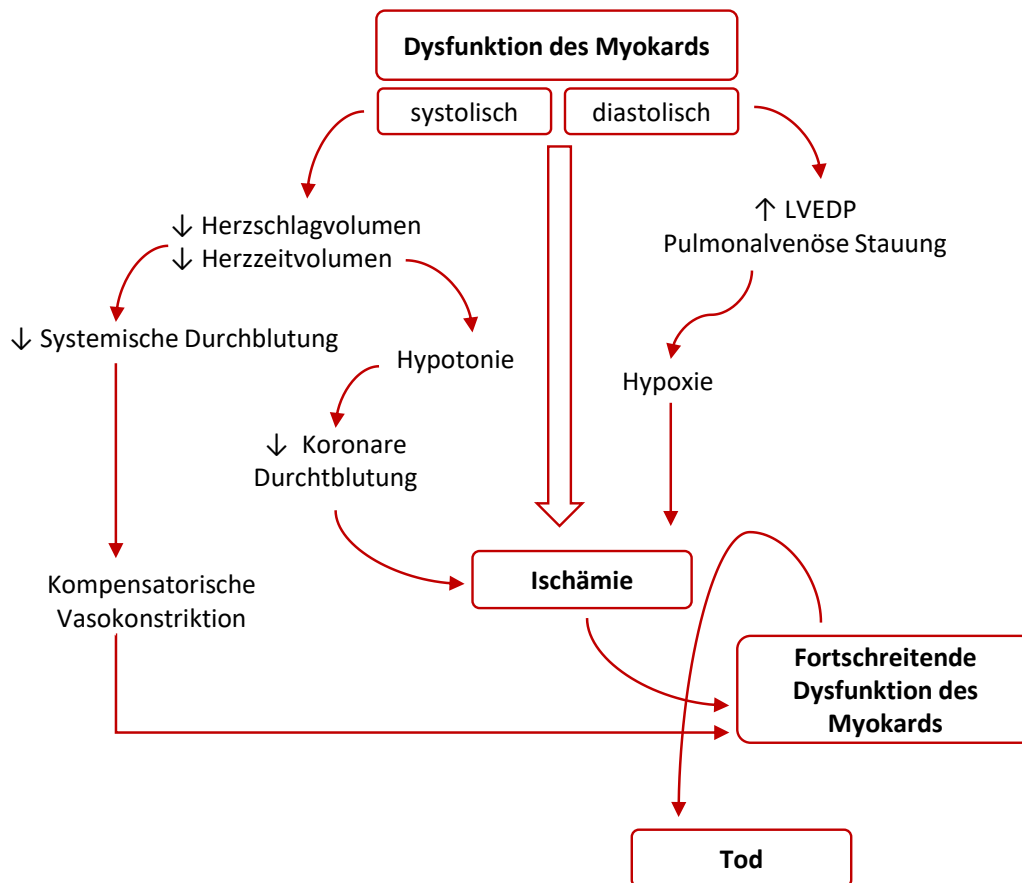 Dysfunktion des Myokards
systolisch
diastolisch
↓ Herzschlagvolumen
↓ Herzzeitvolumen
↑ LVEDP
Pulmonalvenöse Stauung
↓ Systemische Durchblutung
Hypotonie
Hypoxie
↓ Koronare
Durchtblutung
Ischämie
Kompensatorische
Vasokonstriktion
Fortschreitende
Dysfunktion des
Myokards
Tod